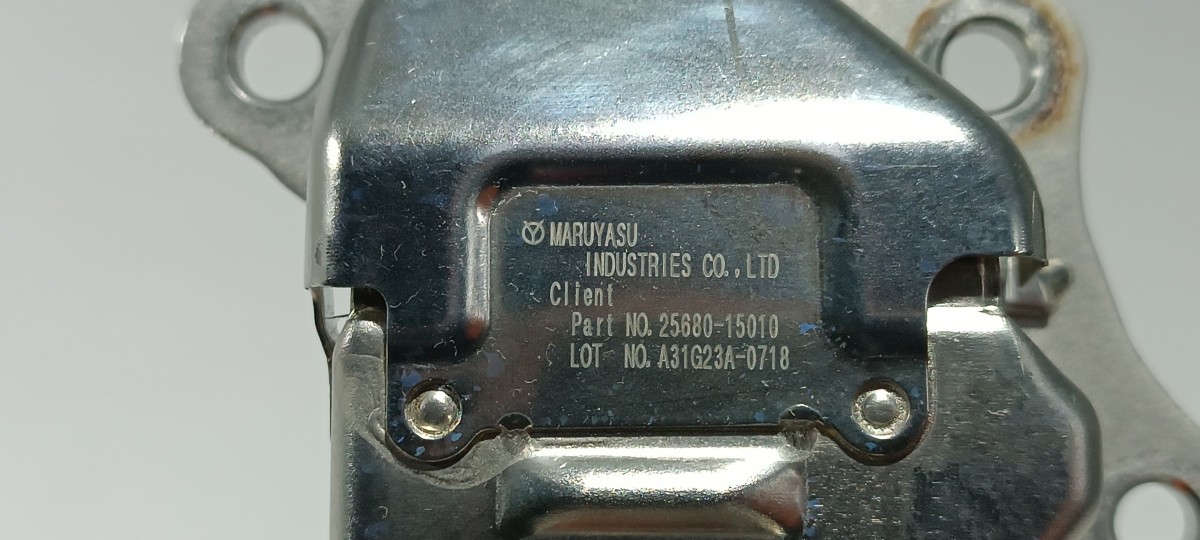 MARUYASU
INDUSTRIES CO.,LTD
Client
Part NO. 25680-15010
LOT NO. A31G23A-0718